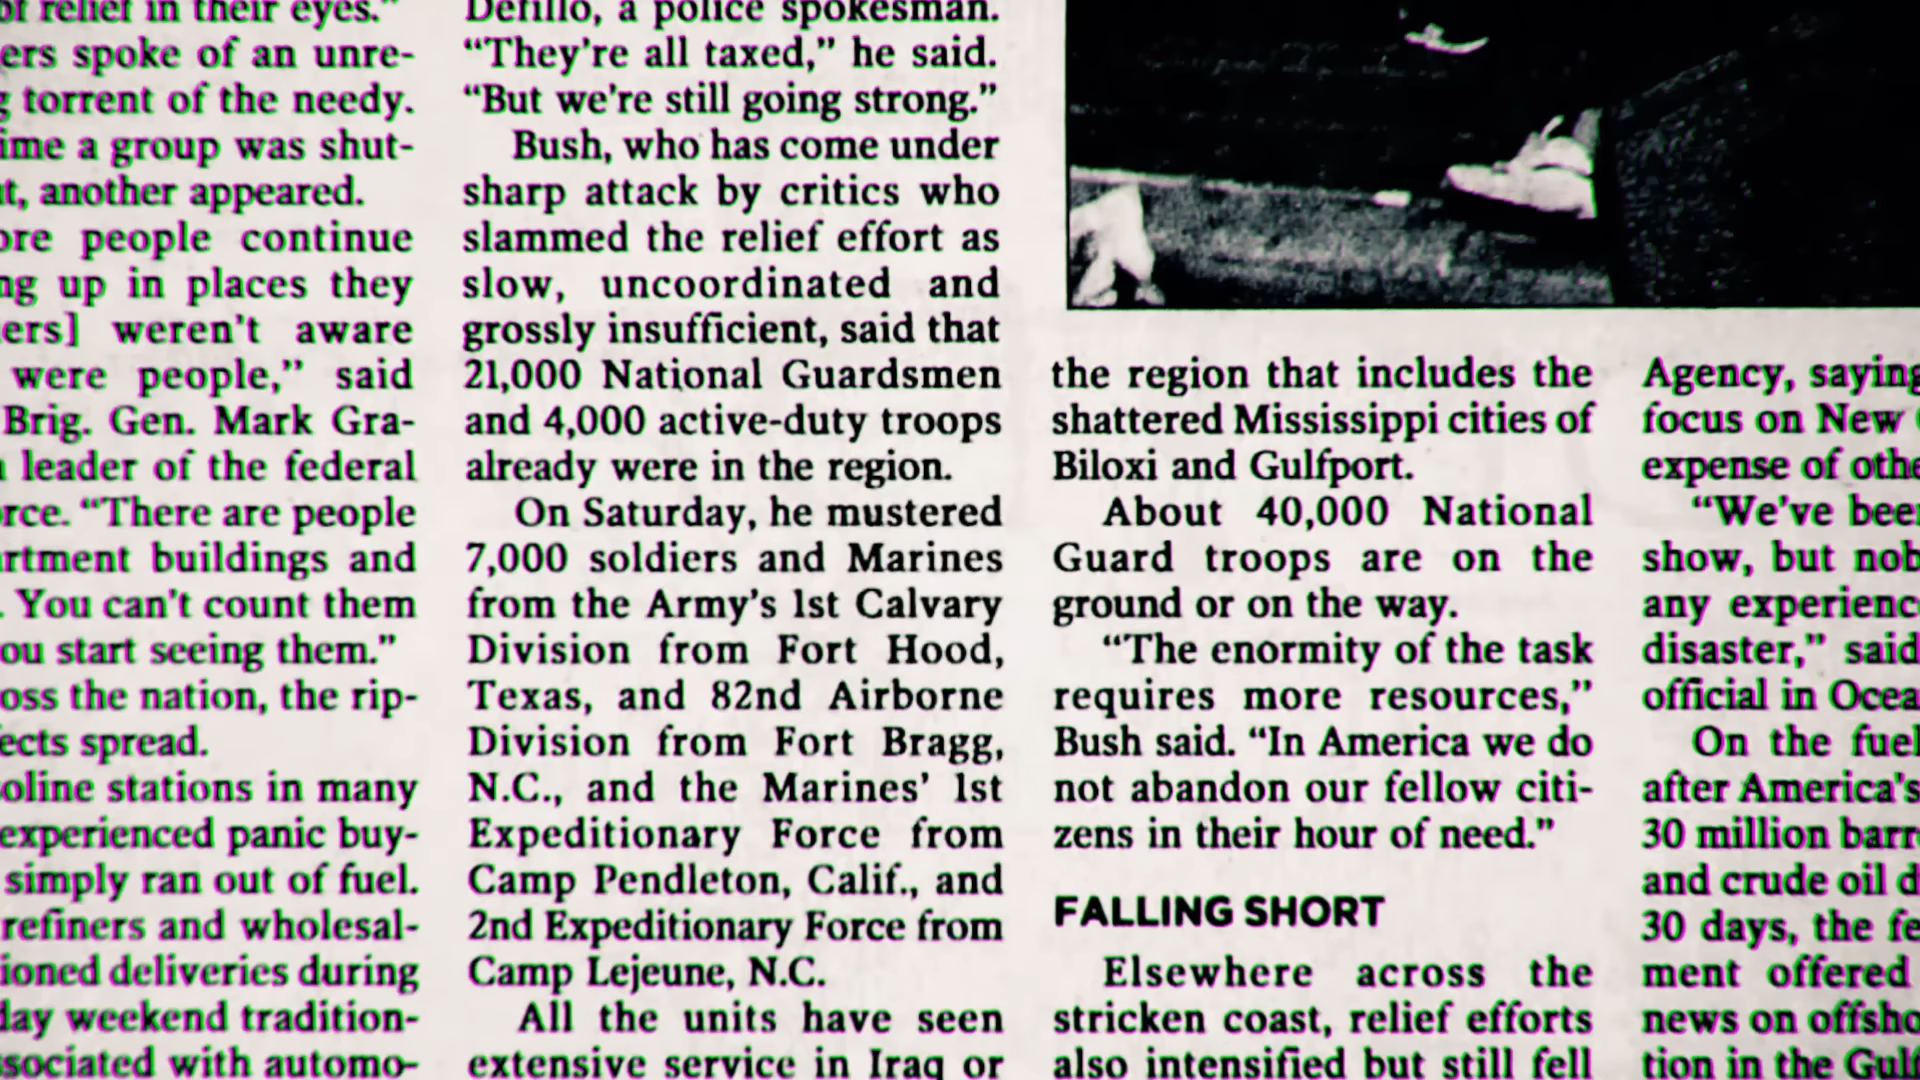 of relief in their eyes."
ers spoke of an unre-
torrent of the needy.
ime a group was shut-
another appeared.
ore people continue
ng up in places they
ers] weren't aware
were people," said
Brig. Gen. Mark Gra-
leader of the federal
rce. "There are people
rtment buildings and
. You can't count them
ou start seeing them."
oss the nation, the rip-
ects spread.
oline stations in many
experienced panic buy-
simply ran out of fuel.
refiners and wholesal-
ioned deliveries during
day weekend tradition-
ssociated with automo-
Defillo, a police spokesman.
"They're all taxed," he said.
"But we're still going strong."
Bush, who has come under
sharp attack by critics who
slammed the relief effort as
slow, uncoordinated and
grossly insufficient, said that
21,000 National Guardsmen
and 4,000 active-duty troops
already were in the region.
On Saturday, he mustered
7,000 soldiers and Marines
from the Army's 1st Calvary
Division from Fort Hood,
Texas, and 82nd Airborne
Division from Fort Bragg,
N.C., and the Marines' 1st
Expeditionary Force from
Camp Pendleton, Calif., and
2nd Expeditionary Force from
Camp Lejeune, N.C.
All the units have seen
extensive service in Iraq or
the region that includes the
shattered Mississippi cities of
Biloxi and Gulfport.
About 40,000 National
Guard troops are on the
ground or on the way.
"The enormity of the task
requires more resources,"
Bush said. "In America we do
not abandon our fellow citi-
zens in their hour of need."
FALLING SHORT
Elsewhere across the
stricken coast, relief efforts
also intensified but still fell
Agency, saying
focus on New
expense of othe
"We've been
show, but nob
any experienc
disaster," said
official in Ocea
On the fuel
after America's
30 million barr
and crude oil d
30 days, the fe
ment offered
news on offsho
tion in the Gulf